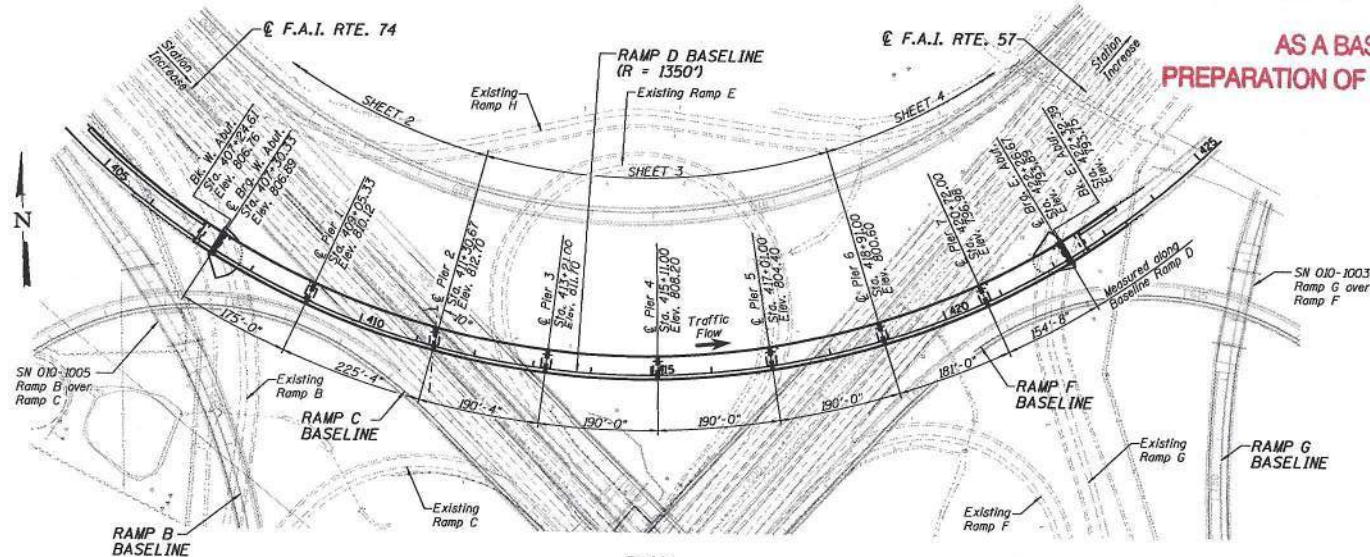 ℄ F.A.I. RTE. 74
Station
Increase
RAMP D BASELINE
(R = 1350')
℄ F.A.I. RTE. 57
Station
Increase
AS A BAS
PREPARATION OF
Existing
Ramp H
Existing Ramp E
SHEET 2
SHEET 3
SHEET 4
N
405
Bk. W. Abut.
Sta. 407+24.61
Elev. 806.76
℄ Brg. W. Abut.
Sta. 407+30.33
Elev. 806.89
℄ Pier 1
Sta. 409+05.33
Elev. 810.12
℄ Pier 2
Sta. 411+30.67
Elev. 812.70
℄ Pier 3
Sta. 413+21.00
Elev. 811.70
℄ Pier 4
Sta. 415+11.00
Elev. 808.20
℄ Pier 5
Sta. 417+01.00
Elev. 804.40
℄ Pier 6
Sta. 418+91.00
Elev. 800.60
℄ Pier 7
Sta. 420+72.00
Elev. 796.98
℄ Brg. E. Abut.
Sta. 422+26.67
Elev. 793.89
Bk. E. Abut.
Sta. 422+32.39
Elev. 793.75
425
410
415
420
Traffic
Flow
Measured along
Baseline Ramp D
175'-0"
225'-4"
190'-4"
190'-0"
190'-0"
190'-0"
181'-0"
154'-8"
SN 010-1003
Ramp G over
Ramp F
SN 010-1005
Ramp B over
Ramp C
Existing
Ramp B
RAMP C
BASELINE
RAMP F
BASELINE
Existing
Ramp G
RAMP G
BASELINE
Existing
Ramp C
Existing
Ramp F
RAMP B
BASELINE